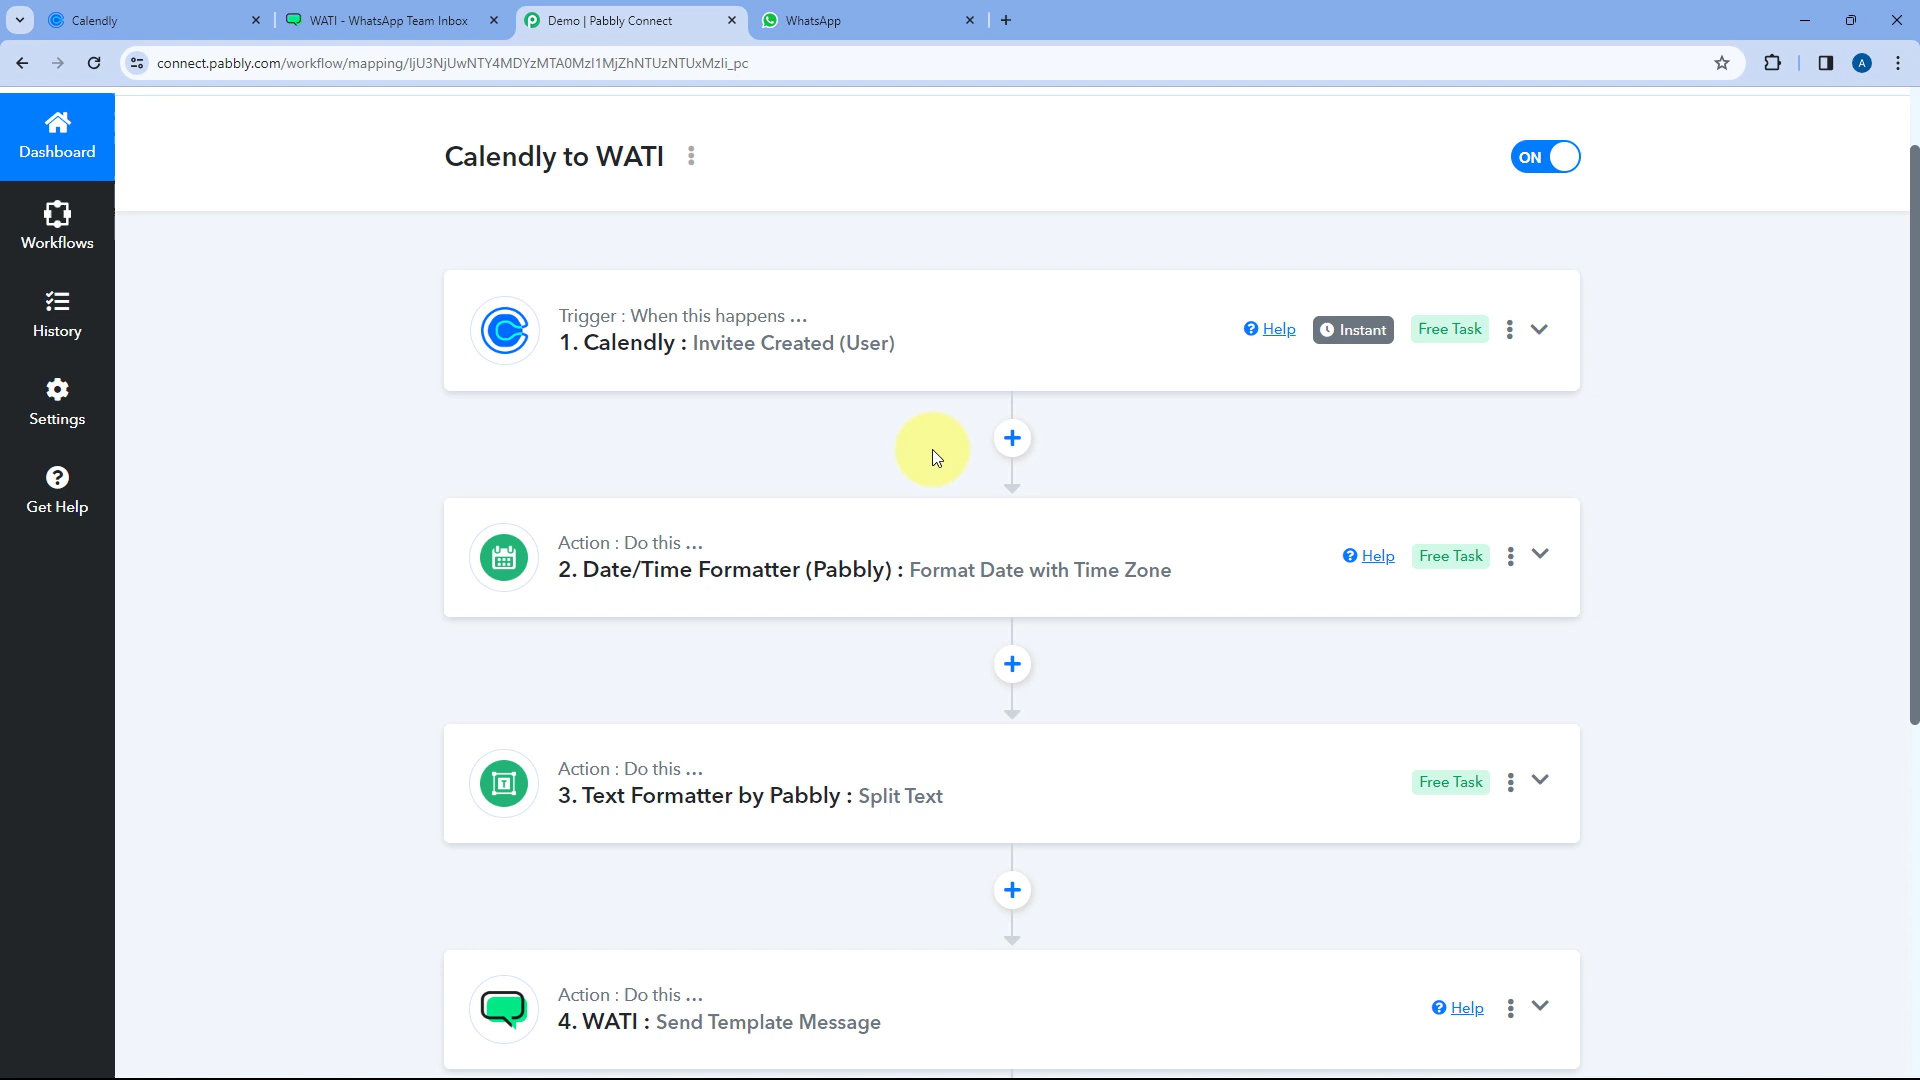 Calendly
WATI - WhatsApp Team Inbox
Demo | Pabbly Connect
WhatsApp
connect.pabbly.com/workflow/mapping/IjU3NjUwNTY4MDYzMTA0MzI1MjZhNTUzNTUxMzIi_pc
A
Dashboard
Workflows
History
Settings
Get Help
Calendly to WATI
ON
Trigger : When this happens ...
1. Calendly : Invitee Created (User)
Help
Instant
Free Task
Action : Do this ...
2. Date/Time Formatter (Pabbly) : Format Date with Time Zone
Help
Free Task
Action : Do this ...
3. Text Formatter by Pabbly : Split Text
Free Task
Action : Do this ...
4. WATI : Send Template Message
Help